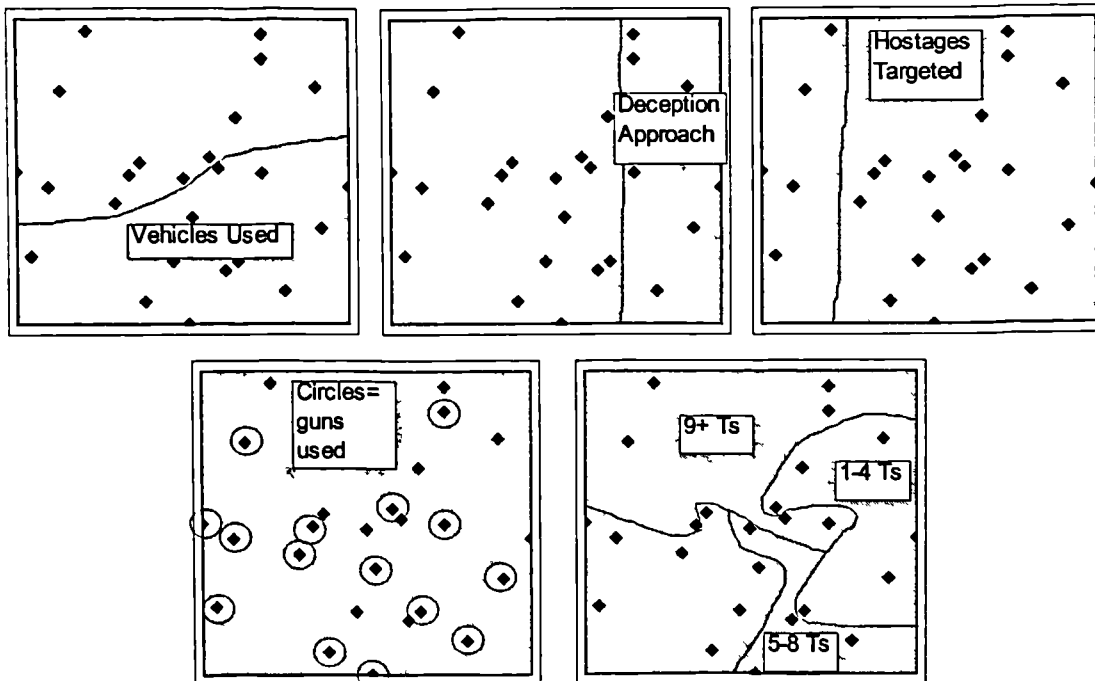 Vehicles Used
Deception
Approach
Hostages
Targeted
Circles=
guns
used
9+ Ts
1-4 Ts
5-8 Ts